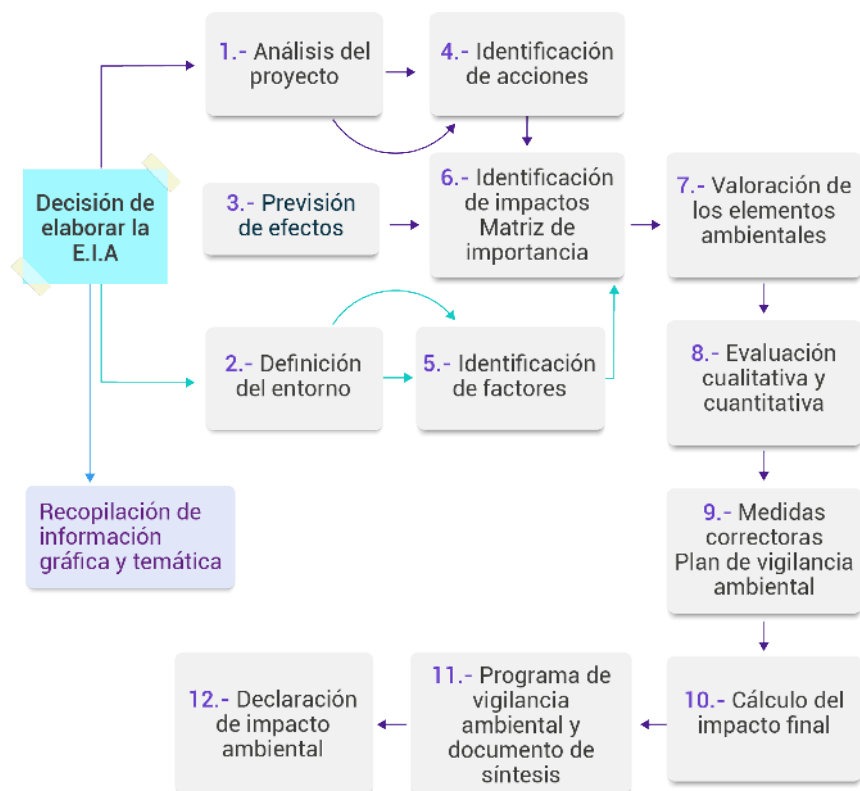 1.- Análisis del
proyecto
4.- Identificación
de acciones
Decisión de
elaborar la
E.I.A
3.- Previsión
de efectos
6.- Identificación
de impactos
Matriz de
importancia
7.- Valoración de
los elementos
ambientales
2.- Definición
del entorno
5.- Identificación
de factores
8.- Evaluación
cualitativa y
cuantitativa
Recopilación de
información
gráfica y temática
9.- Medidas
correctoras
Plan de vigilancia
ambiental
10.- Cálculo del
impacto final
11.- Programa de
vigilancia
ambiental y
documento de
síntesis
12.- Declaración
de impacto
ambiental